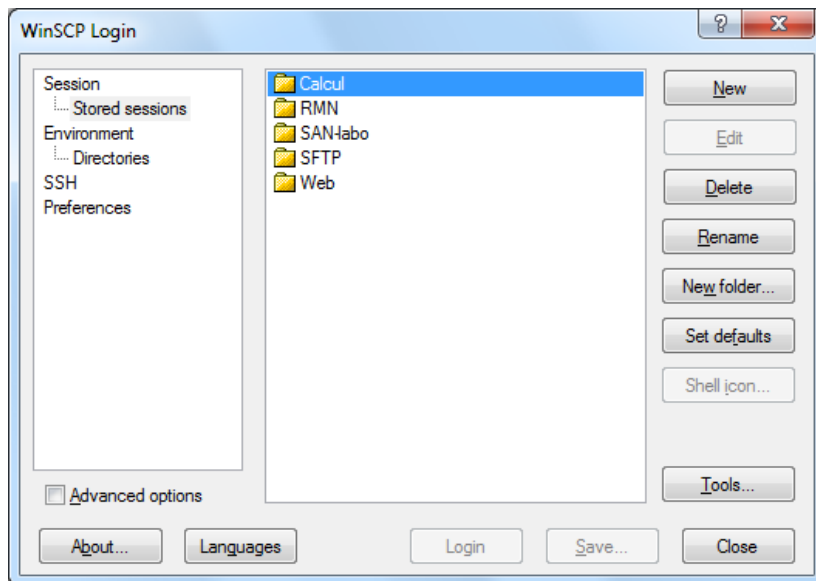 WinSCP Login
Session
Stored sessions
Environment
Directories
SSH
Preferences
Advanced options
Calcul
RMN
SAN-labo
SFTP
Web
New
Edit
Delete
Rename
New folder...
Set defaults
Shell icon...
Tools...
About...
Languages
Login
Save...
Close